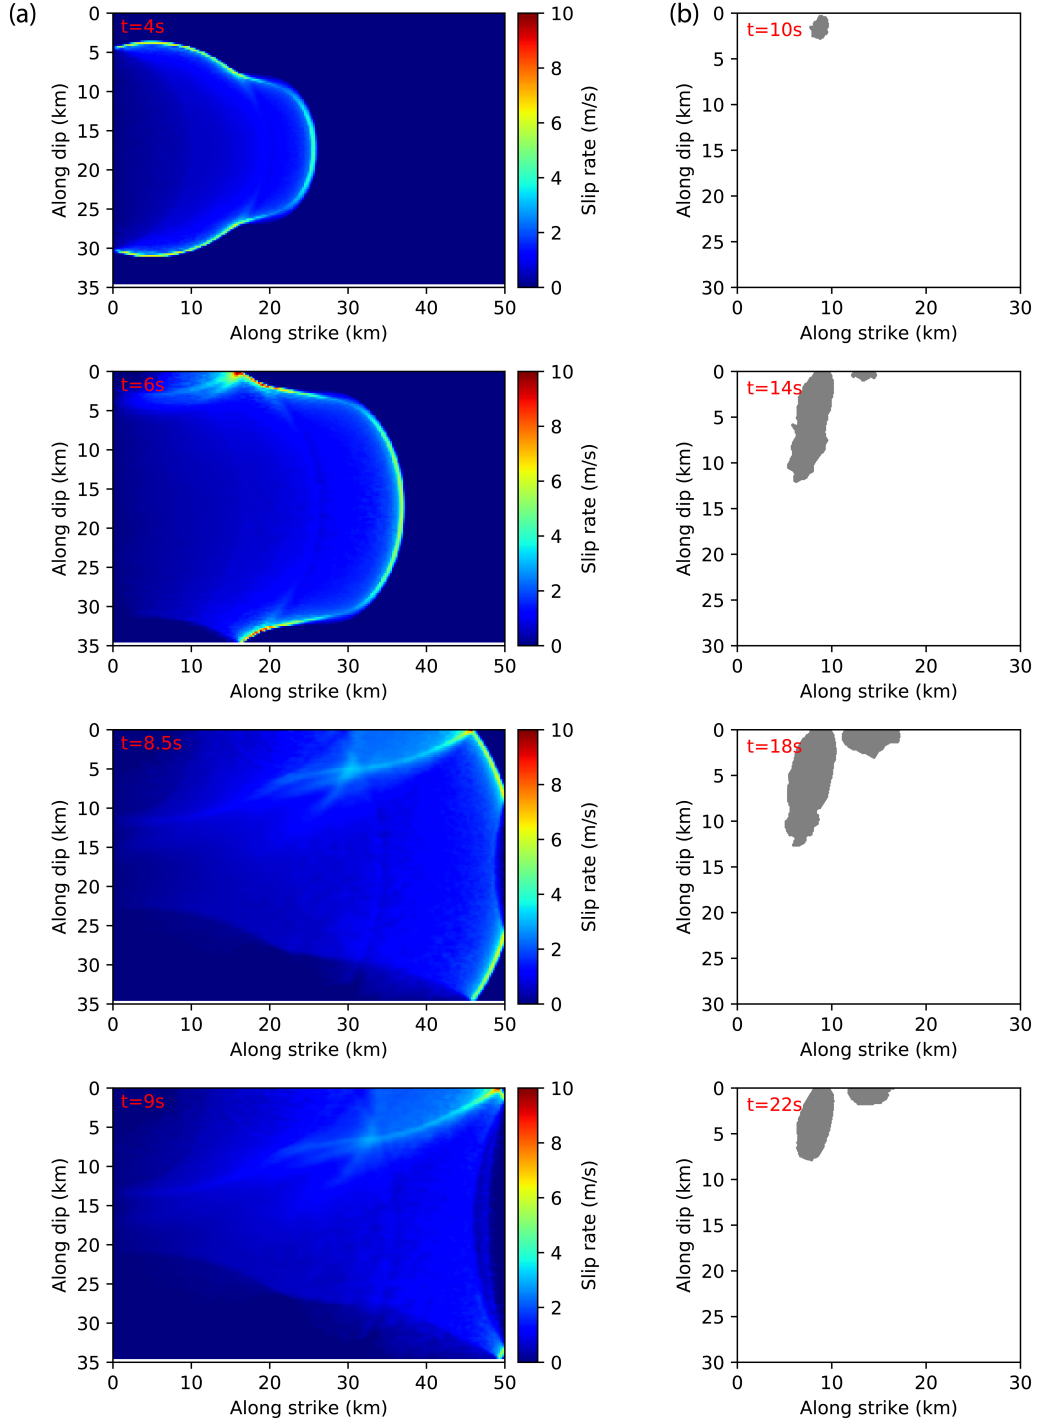 (a)
t=4s
0
5
10
15
20
25
30
35
Along dip (km)
0 10 20 30 40 50
Along strike (km)
10
8
6
4
2
0
Slip rate (m/s)
(b)
t=10s
0
5
10
15
20
25
30
Along dip (km)
0 10 20 30
Along strike (km)
t=6s
0
5
10
15
20
25
30
35
Along dip (km)
0 10 20 30 40 50
Along strike (km)
10
8
6
4
2
0
Slip rate (m/s)
t=14s
0
5
10
15
20
25
30
Along dip (km)
0 10 20 30
Along strike (km)
t=8.5s
0
5
10
15
20
25
30
35
Along dip (km)
0 10 20 30 40 50
Along strike (km)
10
8
6
4
2
0
Slip rate (m/s)
t=18s
0
5
10
15
20
25
30
Along dip (km)
0 10 20 30
Along strike (km)
t=9s
0
5
10
15
20
25
30
35
Along dip (km)
0 10 20 30 40 50
Along strike (km)
10
8
6
4
2
0
Slip rate (m/s)
t=22s
0
5
10
15
20
25
30
Along dip (km)
0 10 20 30
Along strike (km)